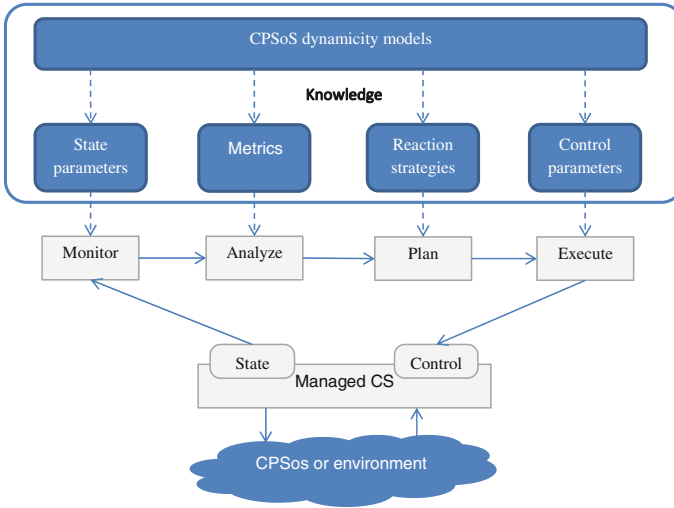 CPSoS dynamicity models
Knowledge
State
parameters
Metrics
Reaction
strategies
Control
parameters
Monitor
Analyze
Plan
Execute
State
Control
Managed CS
CPSos or environment